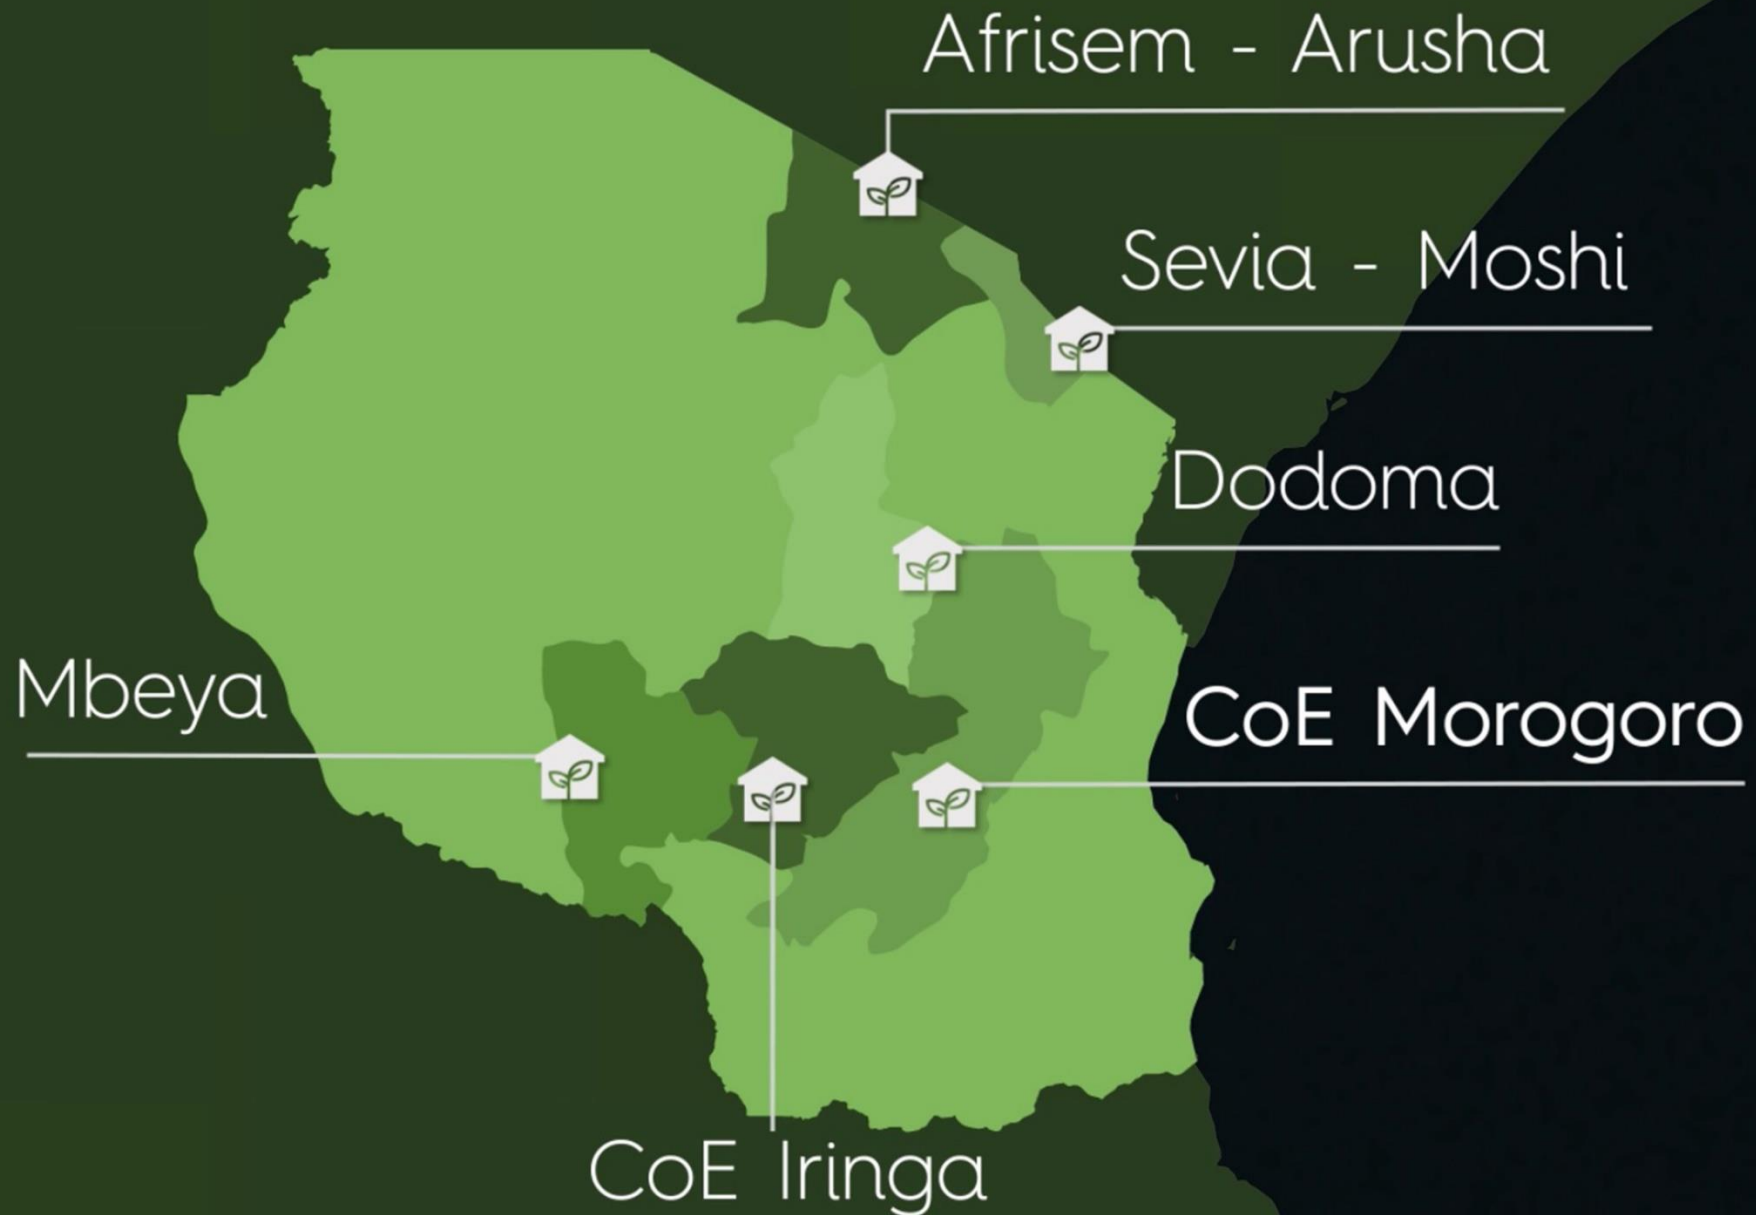 Afrisem - Arusha
Sevia - Moshi
Dodoma
Mbeya
CoE Morogoro
CoE Iringa